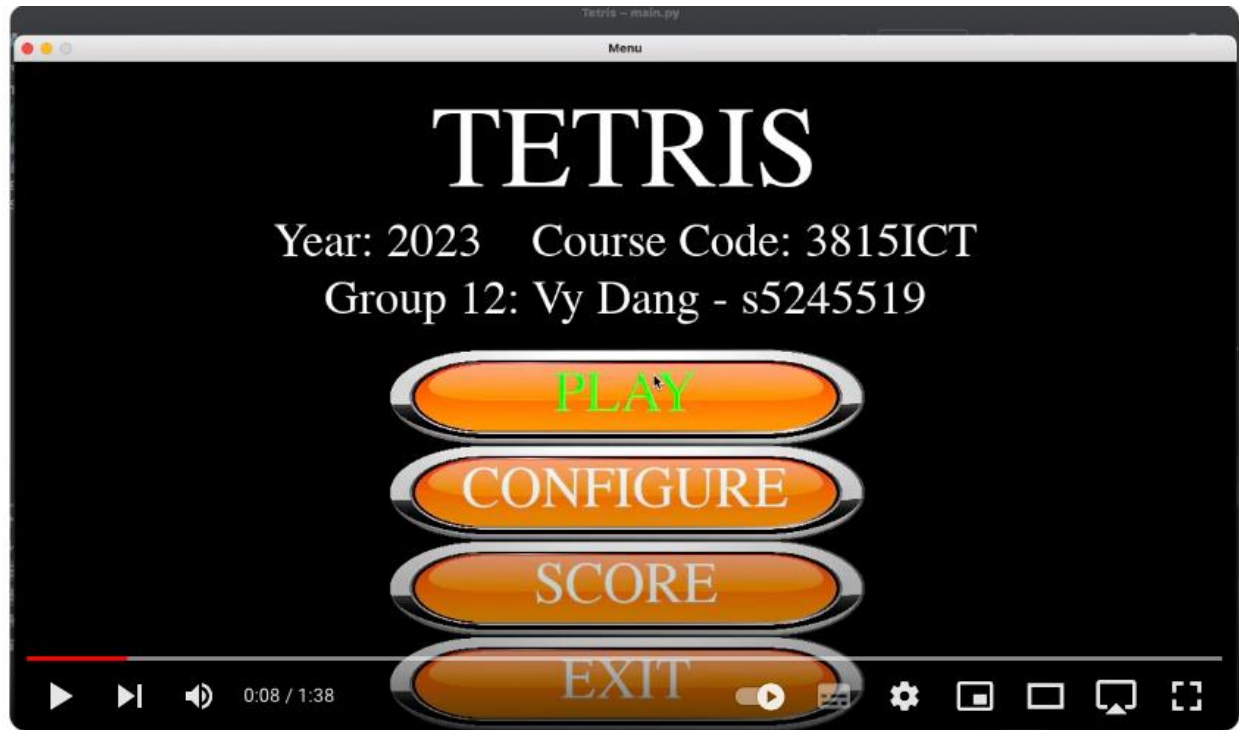 Tetris – main.py
Menu
TETRIS
Year: 2023 Course Code: 3815ICT
Group 12: Vy Dang - s5245519
PLAY
CONFIGURE
SCORE
EXIT
0:08 / 1:38